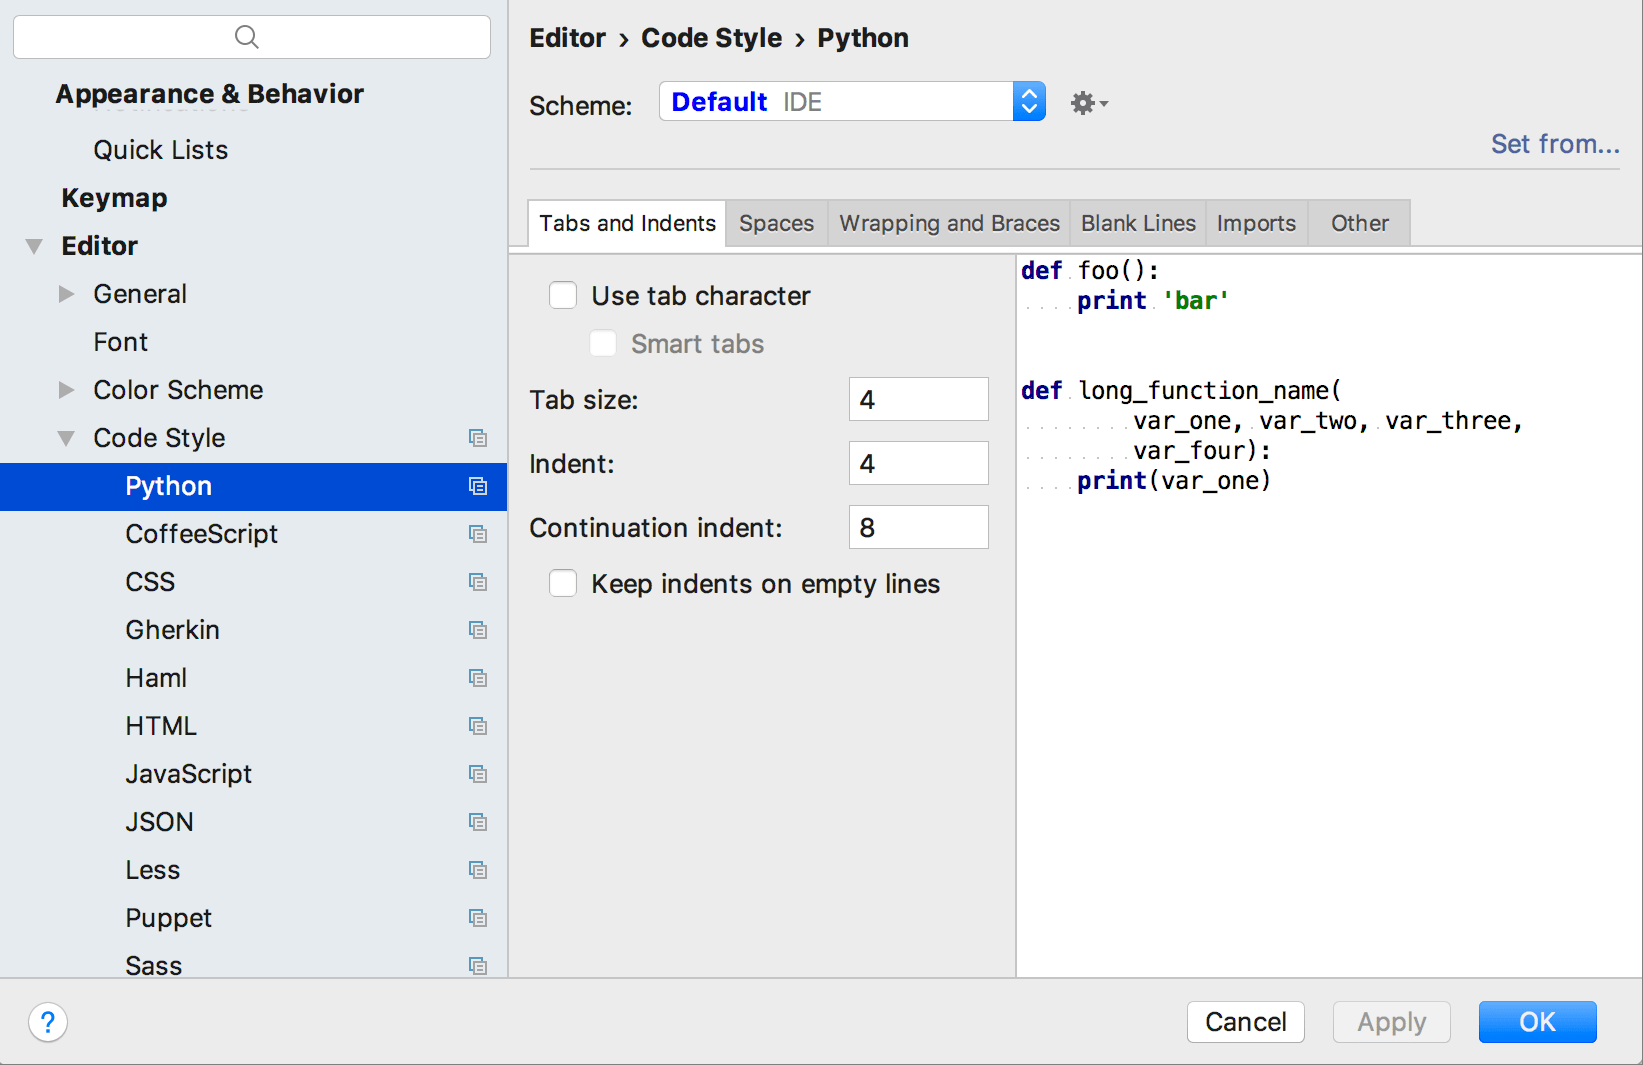 Appearance & Behavior
Quick Lists
Keymap
Editor
General
Font
Color Scheme
Code Style
Python
CoffeeScript
CSS
Gherkin
Haml
HTML
JavaScript
JSON
Less
Puppet
Sass
Editor › Code Style › Python
Scheme: Default IDE
Set from...
Tabs and Indents Spaces Wrapping and Braces Blank Lines Imports Other
Use tab character
Smart tabs
Tab size: 4
Indent: 4
Continuation indent: 8
Keep indents on empty lines
def foo():
print 'bar'
def long_function_name(
var_one, var_two, var_three,
var_four):
print(var_one)
? Cancel Apply OK